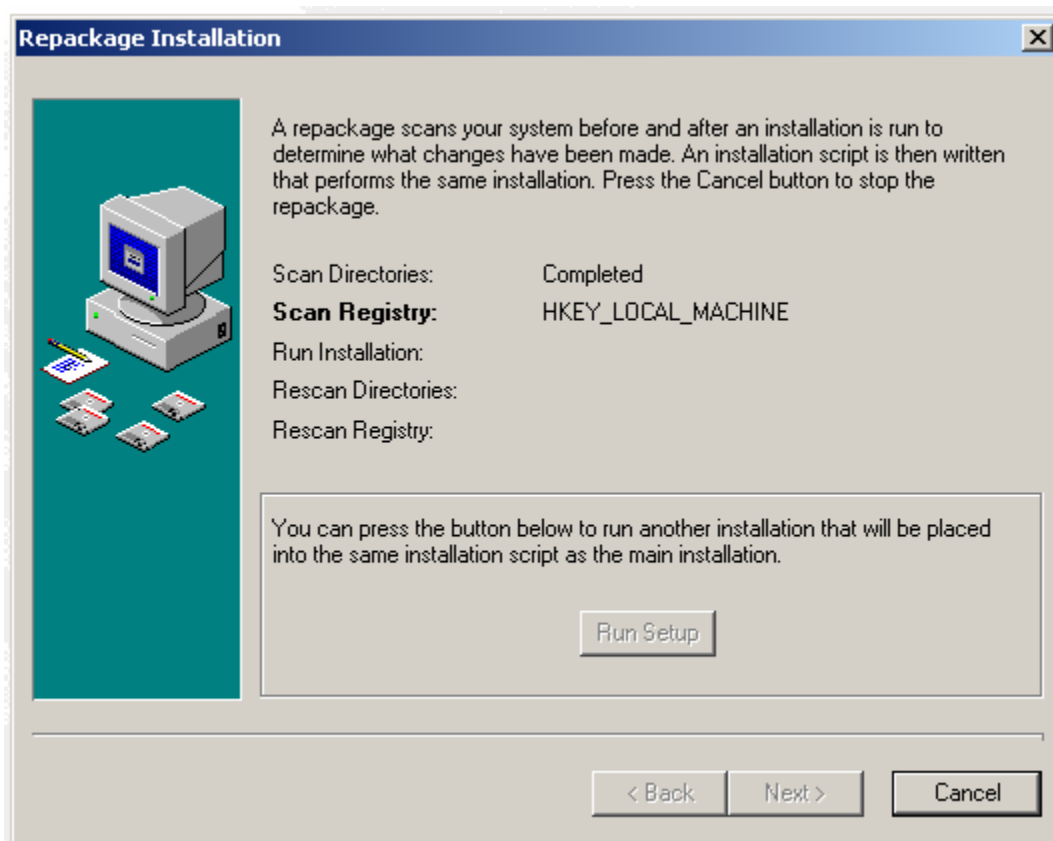 Repackage Installation
A repackage scans your system before and after an installation is run to
determine what changes have been made. An installation script is then written
that performs the same installation. Press the Cancel button to stop the
repackage.
Scan Directories: Completed
Scan Registry: HKEY_LOCAL_MACHINE
Run Installation:
Rescan Directories:
Rescan Registry:
You can press the button below to run another installation that will be placed
into the same installation script as the main installation.
Run Setup
< Back Next > Cancel